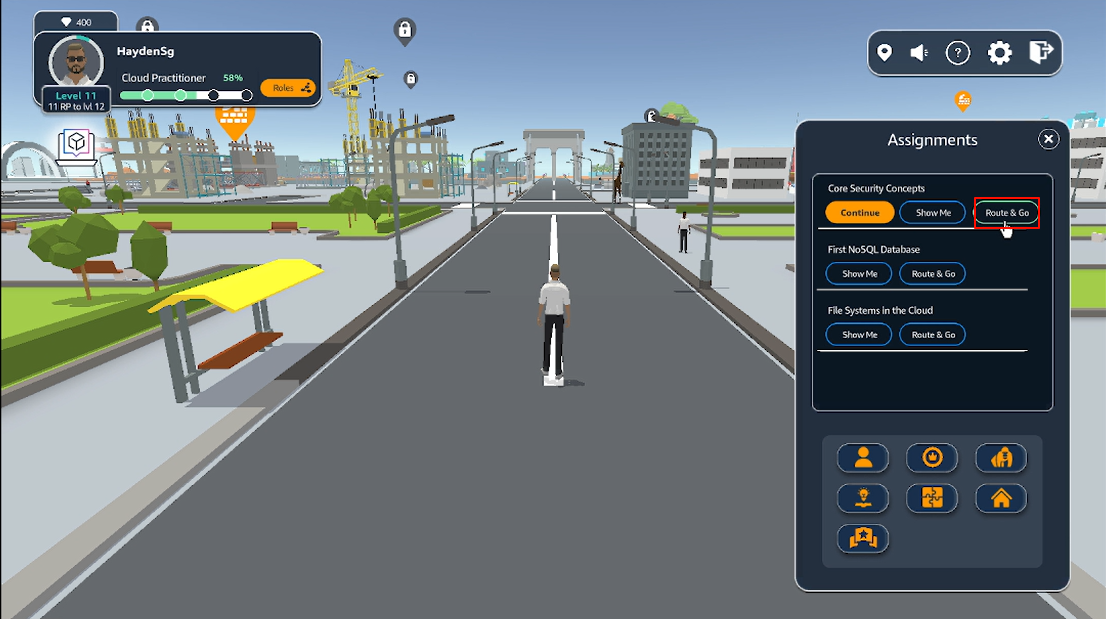 400
HaydenSg
Cloud Practitioner 58%
Roles
Level 11
11 RP to lvl 12
?
Assignments
Core Security Concepts
Continue Show Me Route & Go
First NoSQL Database
Show Me Route & Go
File Systems in the Cloud
Show Me Route & Go